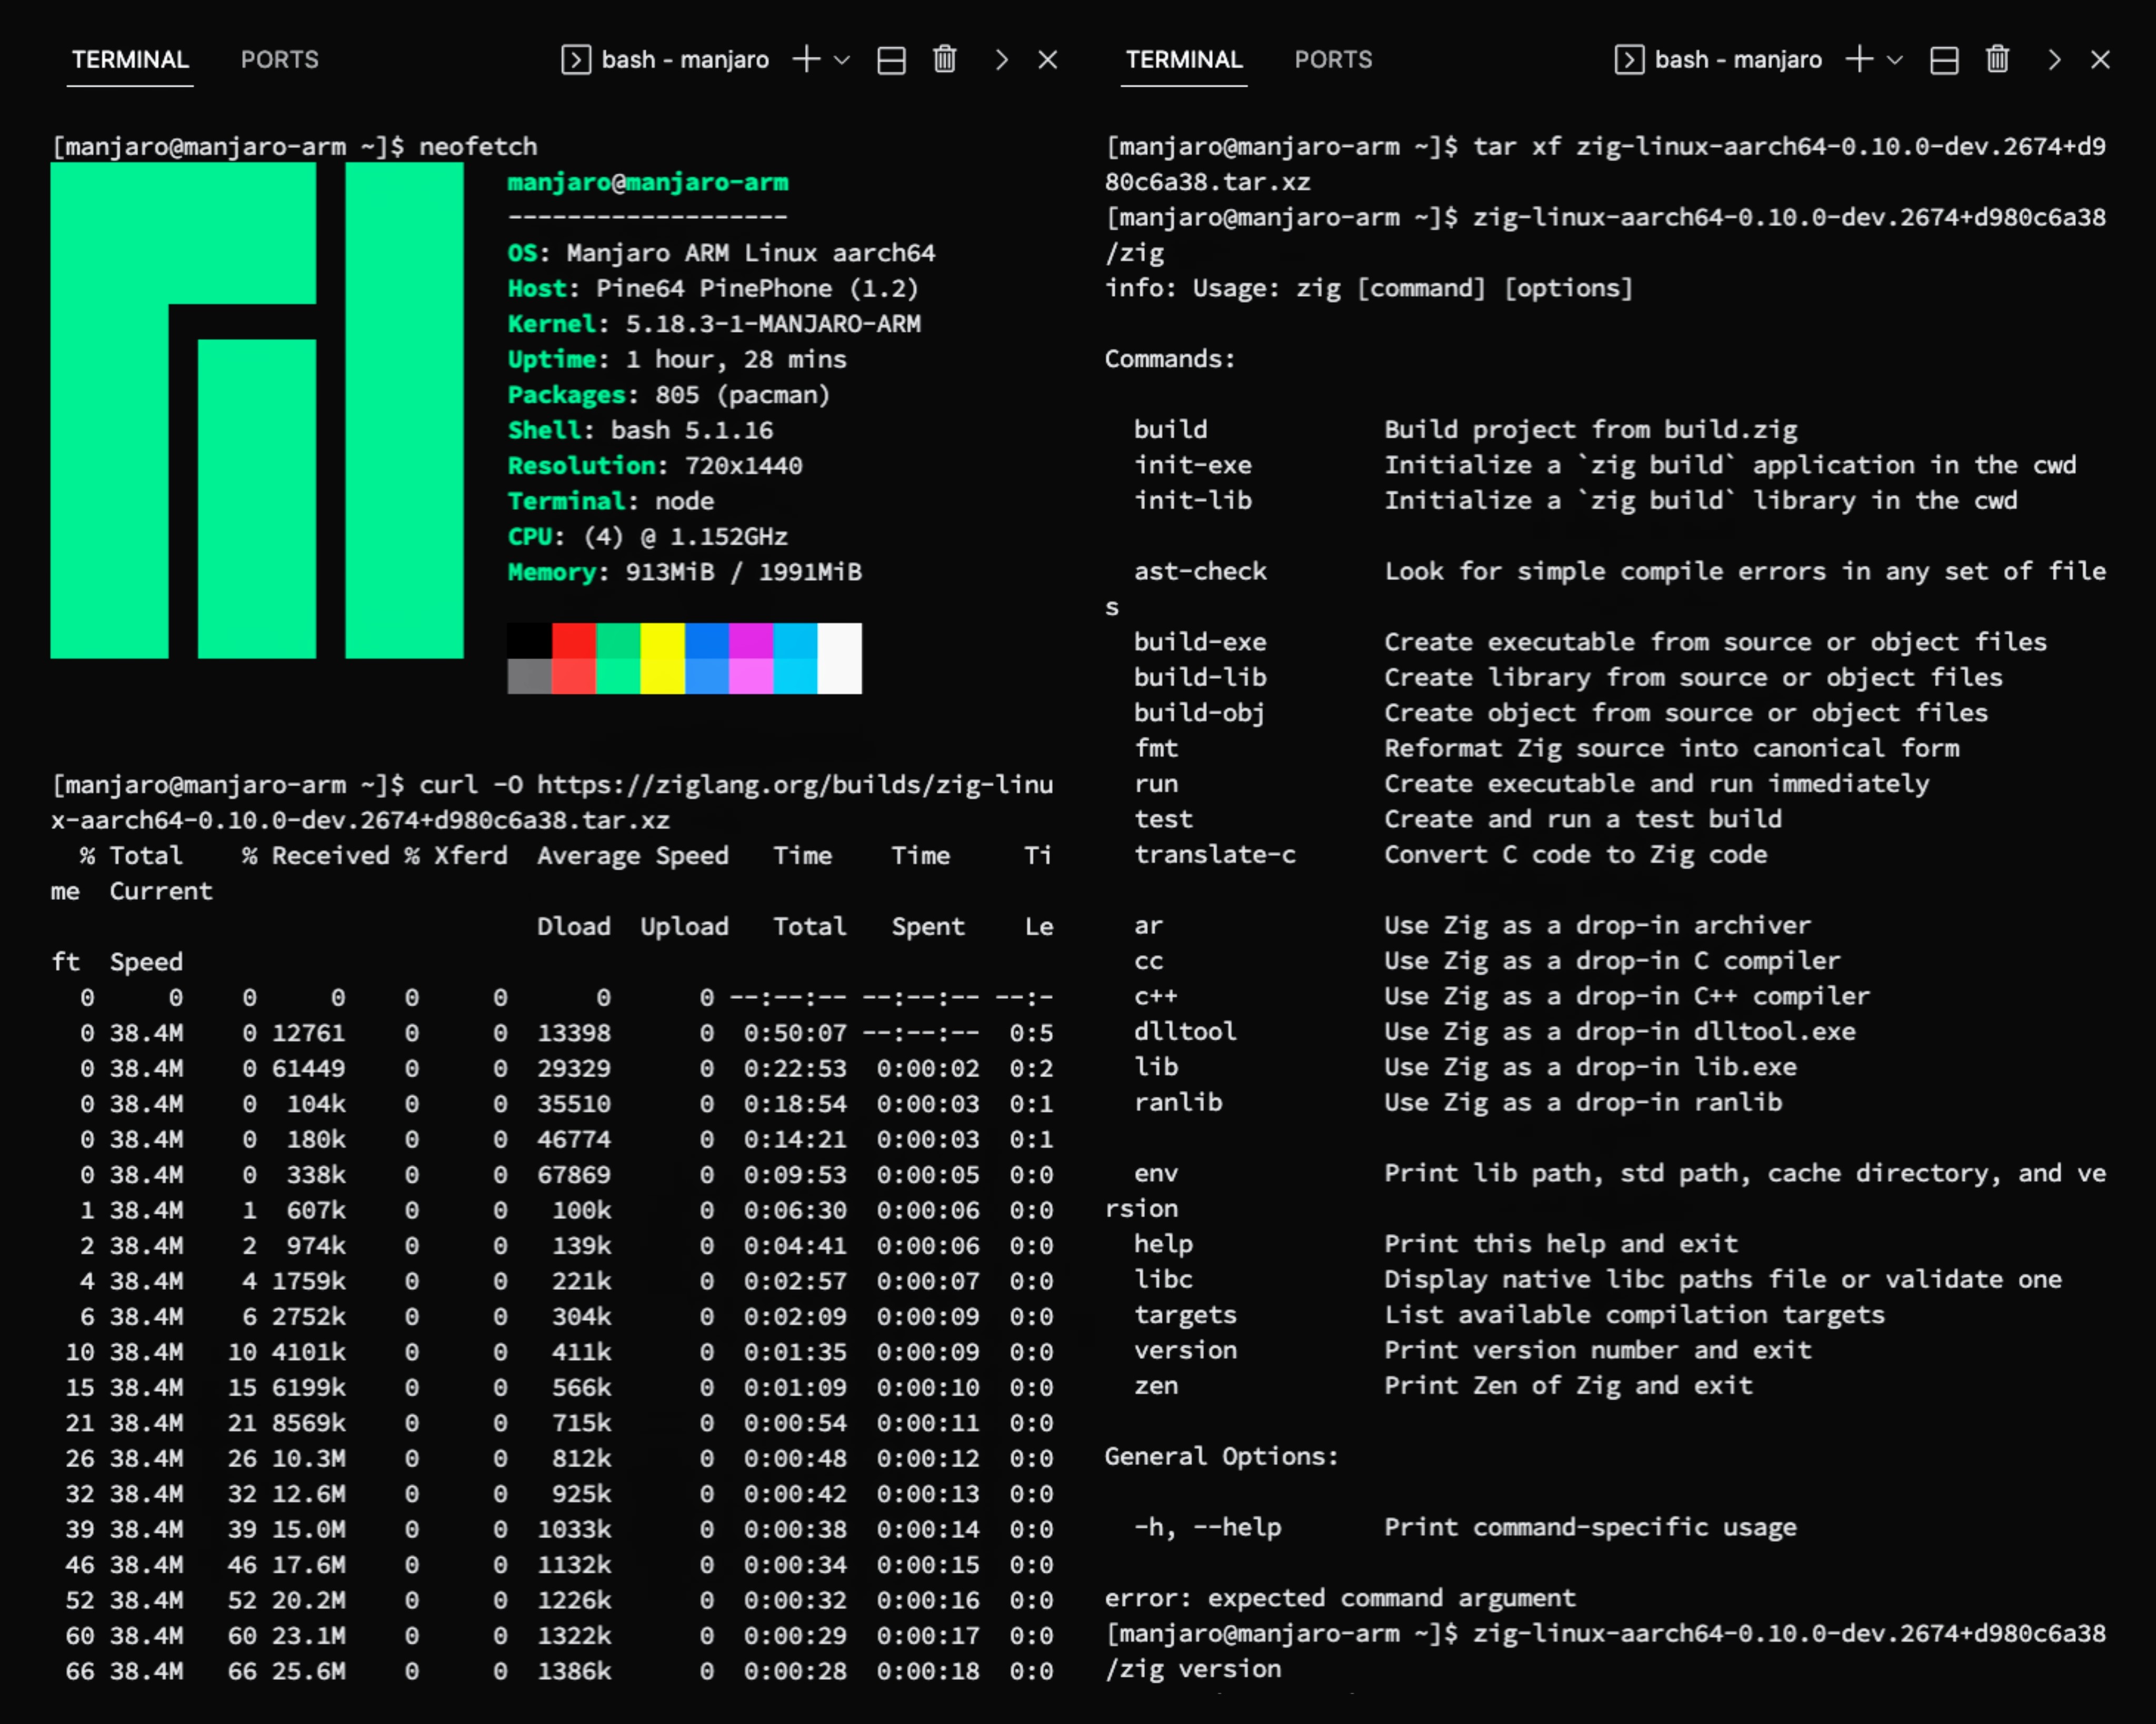 TERMINAL PORTS bash - manjaro
[manjaro@manjaro-arm ~]$ neofetch
manjaro@manjaro-arm
-------------------
OS: Manjaro ARM Linux aarch64
Host: Pine64 PinePhone (1.2)
Kernel: 5.18.3-1-MANJARO-ARM
Uptime: 1 hour, 28 mins
Packages: 805 (pacman)
Shell: bash 5.1.16
Resolution: 720x1440
Terminal: node
CPU: (4) @ 1.152GHz
Memory: 913MiB / 1991MiB
[manjaro@manjaro-arm ~]$ curl -O https://ziglang.org/builds/zig-linu
x-aarch64-0.10.0-dev.2674+d980c6a38.tar.xz
  % Total    % Received % Xferd  Average Speed   Time    Time     Ti
me  Current
                                 Dload  Upload   Total   Spent    Le
ft  Speed
  0     0    0     0    0     0      0      0 --:--:-- --:--:-- --:-
  0 38.4M    0 12761    0     0  13398      0  0:50:07 --:--:--  0:5
  0 38.4M    0 61449    0     0  29329      0  0:22:53  0:00:02  0:2
  0 38.4M    0  104k    0     0  35510      0  0:18:54  0:00:03  0:1
  0 38.4M    0  180k    0     0  46774      0  0:14:21  0:00:03  0:1
  0 38.4M    0  338k    0     0  67869      0  0:09:53  0:00:05  0:0
  1 38.4M    1  607k    0     0   100k      0  0:06:30  0:00:06  0:0
  2 38.4M    2  974k    0     0   139k      0  0:04:41  0:00:06  0:0
  4 38.4M    4 1759k    0     0   221k      0  0:02:57  0:00:07  0:0
  6 38.4M    6 2752k    0     0   304k      0  0:02:09  0:00:09  0:0
 10 38.4M   10 4101k    0     0   411k      0  0:01:35  0:00:09  0:0
 15 38.4M   15 6199k    0     0   566k      0  0:01:09  0:00:10  0:0
 21 38.4M   21 8569k    0     0   715k      0  0:00:54  0:00:11  0:0
 26 38.4M   26 10.3M    0     0   812k      0  0:00:48  0:00:12  0:0
 32 38.4M   32 12.6M    0     0   925k      0  0:00:42  0:00:13  0:0
 39 38.4M   39 15.0M    0     0  1033k      0  0:00:38  0:00:14  0:0
 46 38.4M   46 17.6M    0     0  1132k      0  0:00:34  0:00:15  0:0
 52 38.4M   52 20.2M    0     0  1226k      0  0:00:32  0:00:16  0:0
 60 38.4M   60 23.1M    0     0  1322k      0  0:00:29  0:00:17  0:0
 66 38.4M   66 25.6M    0     0  1386k      0  0:00:28  0:00:18  0:0
TERMINAL PORTS bash - manjaro
[manjaro@manjaro-arm ~]$ tar xf zig-linux-aarch64-0.10.0-dev.2674+d9
80c6a38.tar.xz
[manjaro@manjaro-arm ~]$ zig-linux-aarch64-0.10.0-dev.2674+d980c6a38
/zig
info: Usage: zig [command] [options]
Commands:
  build            Build project from build.zig
  init-exe         Initialize a `zig build` application in the cwd
  init-lib         Initialize a `zig build` library in the cwd
  ast-check        Look for simple compile errors in any set of file
s
  build-exe        Create executable from source or object files
  build-lib        Create library from source or object files
  build-obj        Create object from source or object files
  fmt              Reformat Zig source into canonical form
  run              Create executable and run immediately
  test             Create and run a test build
  translate-c      Convert C code to Zig code
  ar               Use Zig as a drop-in archiver
  cc               Use Zig as a drop-in C compiler
  c++              Use Zig as a drop-in C++ compiler
  dlltool          Use Zig as a drop-in dlltool.exe
  lib              Use Zig as a drop-in lib.exe
  ranlib           Use Zig as a drop-in ranlib
  env              Print lib path, std path, cache directory, and ve
rsion
  help             Print this help and exit
  libc             Display native libc paths file or validate one
  targets          List available compilation targets
  version          Print version number and exit
  zen              Print Zen of Zig and exit
General Options:
  -h, --help       Print command-specific usage
error: expected command argument
[manjaro@manjaro-arm ~]$ zig-linux-aarch64-0.10.0-dev.2674+d980c6a38
/zig version